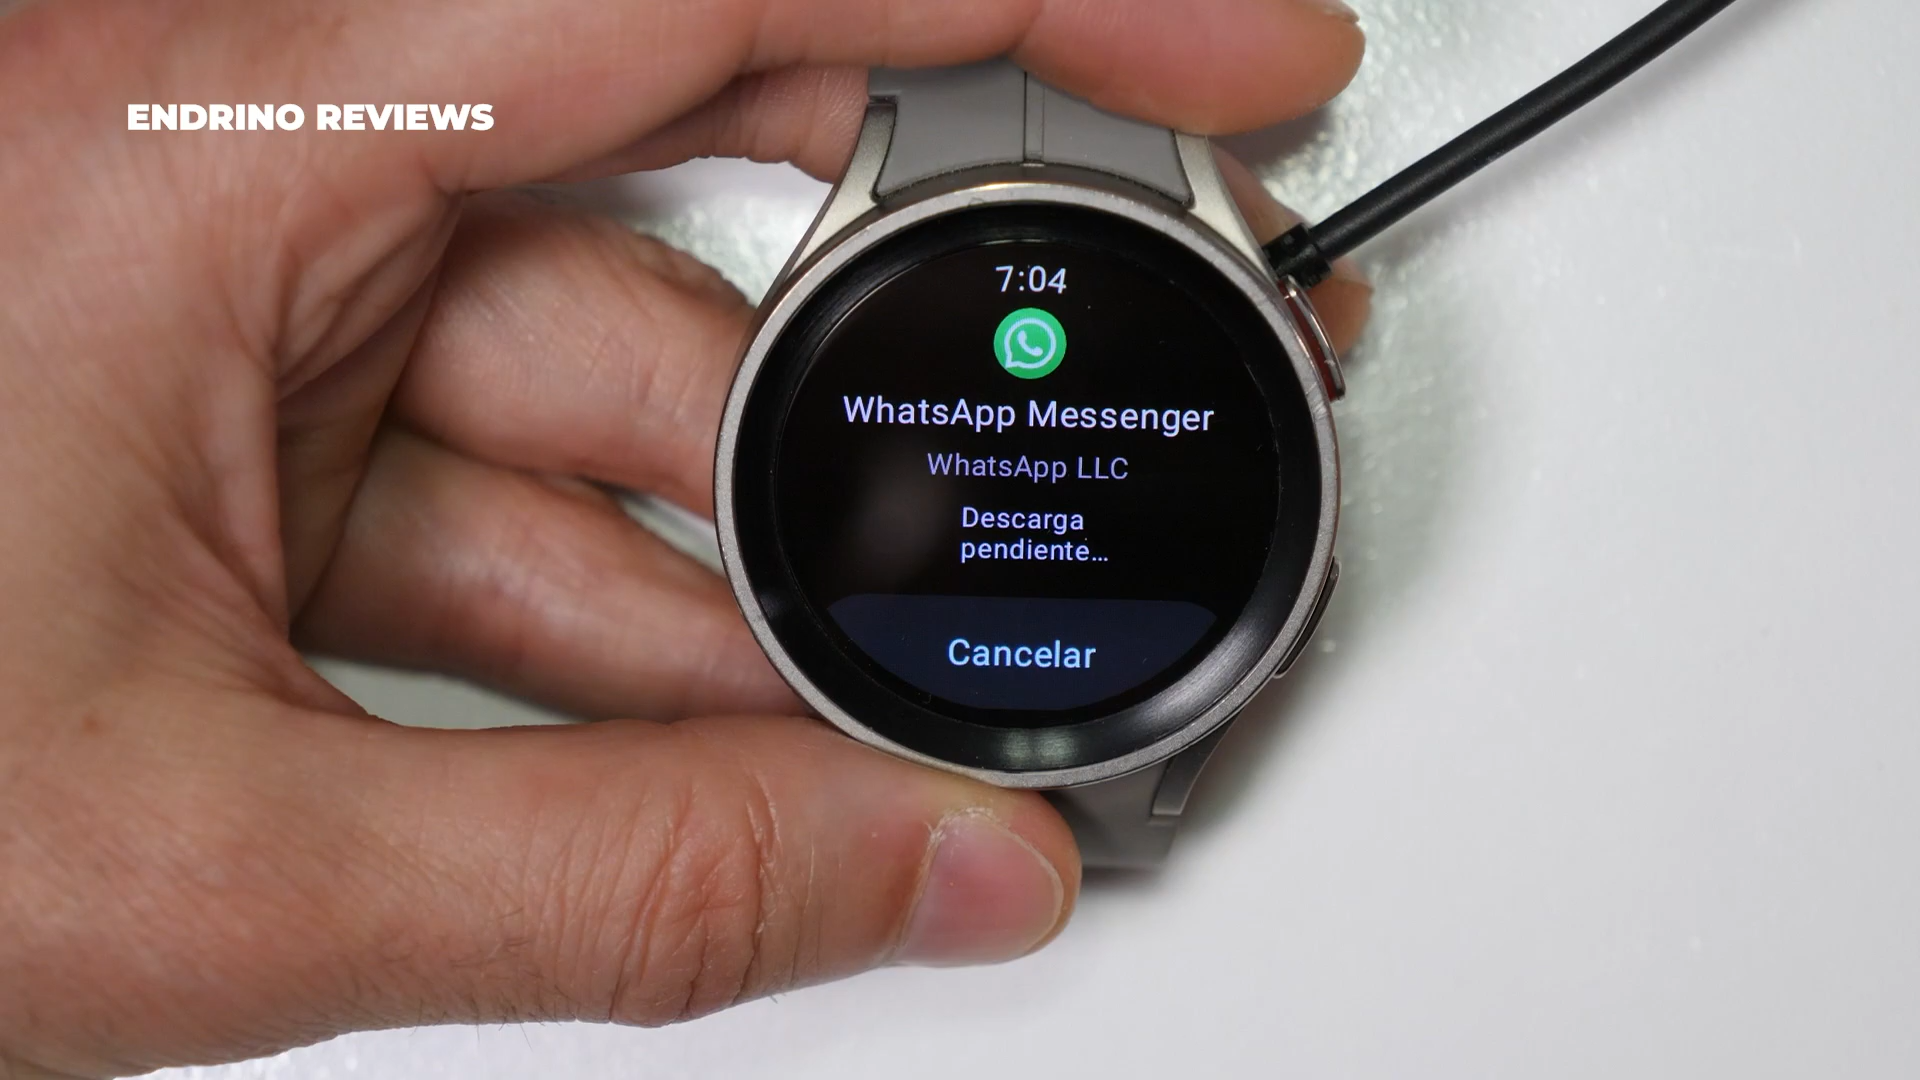 ENDRINO REVIEWS
7:04
WhatsApp Messenger
WhatsApp LLC
Descarga
pendiente…
Cancelar